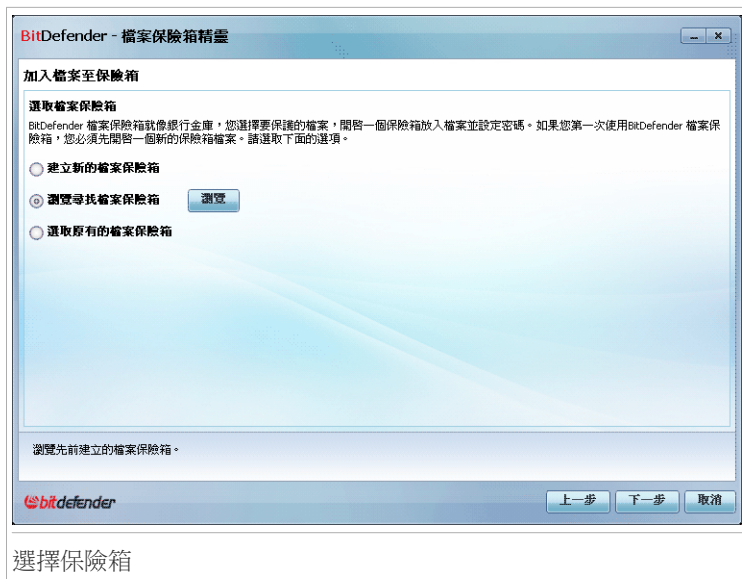 BitDefender - 檔案保險箱精靈
加入檔案至保險箱
選取檔案保險箱
BitDefender 檔案保險箱就像銀行金庫，您選擇要保護的檔案，開啓一個保險箱放入檔案並設定密碼。如果您第一次使用BitDefender 檔案保
險箱，您必須先開啓一個新的保險箱檔案。請選取下面的選項。
建立新的檔案保險箱
瀏覽尋找檔案保險箱 瀏覽
選取原有的檔案保險箱
瀏覽先前建立的檔案保險箱。
bitdefender 上一步 下一步 取消
選擇保險箱